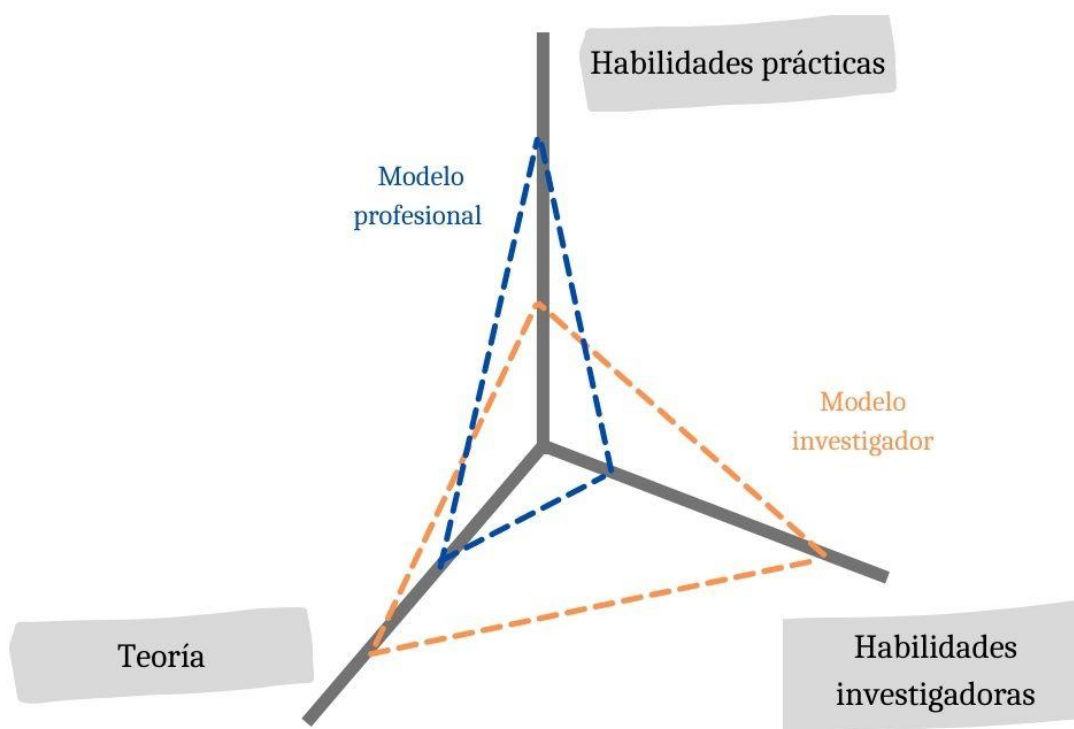 Habilidades prácticas
Modelo
profesional
Modelo
investigador
Teoría
Habilidades
investigadoras